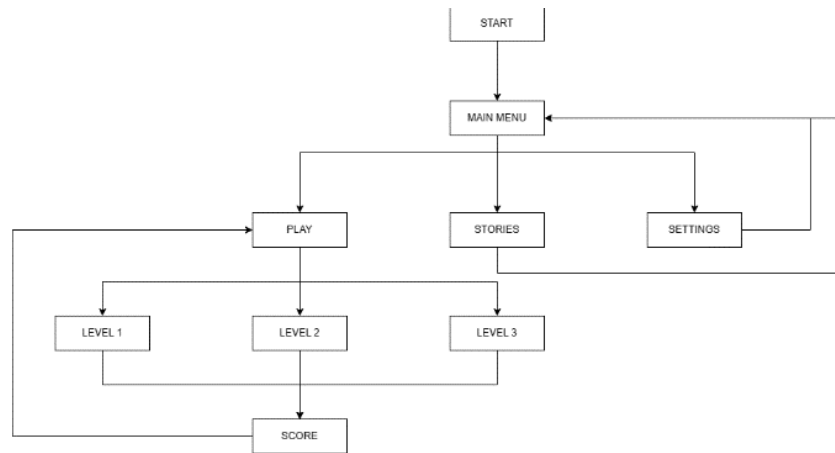 START
MAIN MENU
PLAY
STORIES
SETTINGS
LEVEL 1
LEVEL 2
LEVEL 3
SCORE